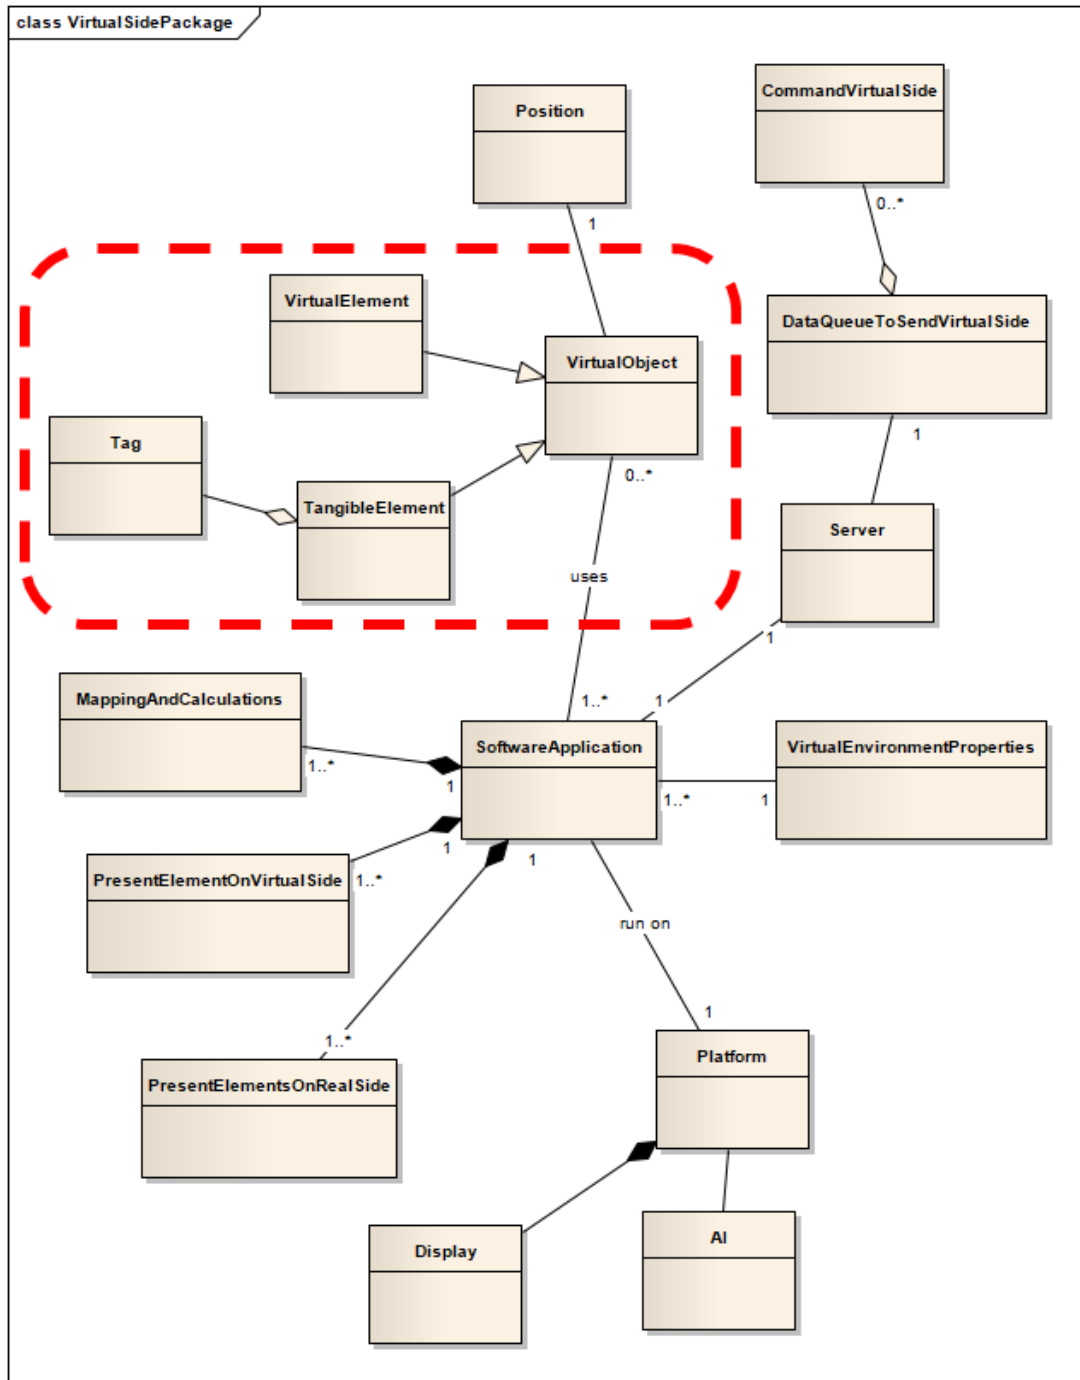 class VirtualSidePackage
CommandVirtualSide
Position
0..*
1
VirtualElement
DataQueueToSendVirtualSide
VirtualObject
Tag
1
0..*
TangibleElement
Server
uses
1
1
1..*
MappingAndCalculations
SoftwareApplication
VirtualEnvironmentProperties
1..*
1
1..*
1
1
1
PresentElementOnVirtualSide
1..*
run on
1
1..*
Platform
PresentElementsOnRealSide
AI
Display